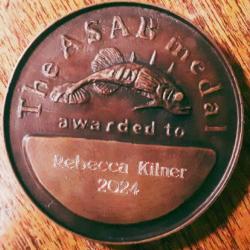 The ASAB medal
awarded to
Rebecca Kilner
2024